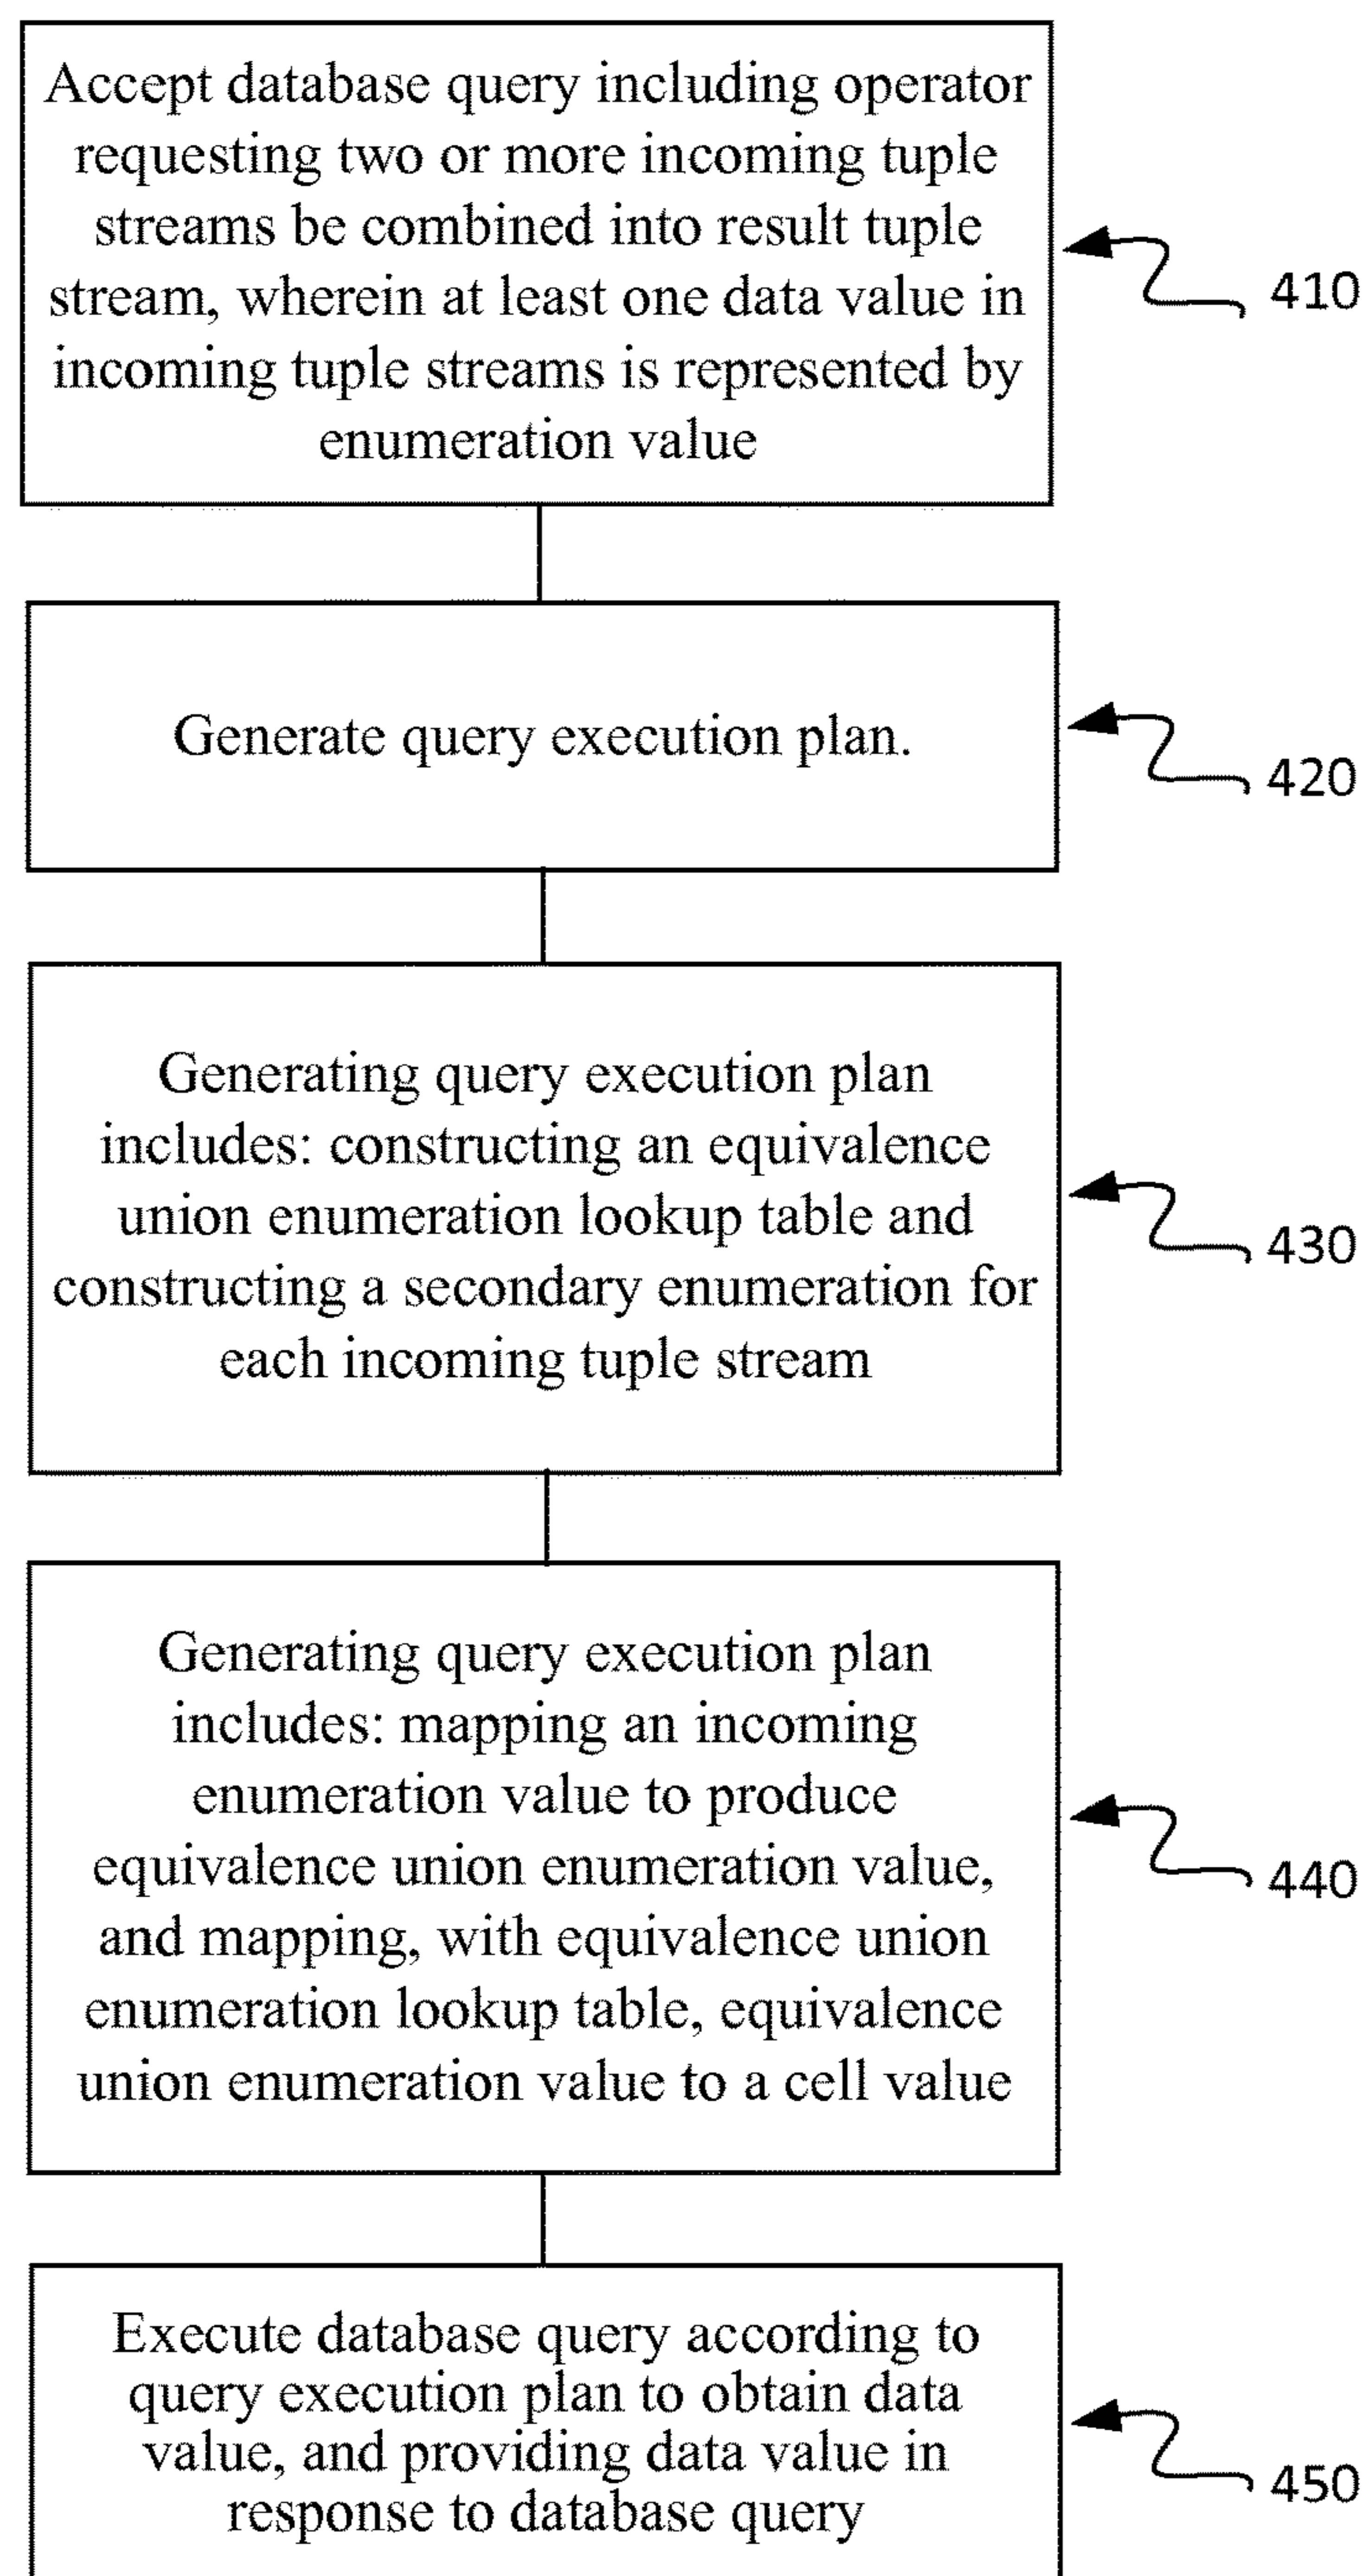 Accept database query including operator
requesting two or more incoming tuple
streams be combined into result tuple
stream, wherein at least one data value in
incoming tuple streams is represented by
enumeration value
410
Generate query execution plan.
420
Generating query execution plan
includes: constructing an equivalence
union enumeration lookup table and
constructing a secondary enumeration for
each incoming tuple stream
430
Generating query execution plan
includes: mapping an incoming
enumeration value to produce
equivalence union enumeration value,
and mapping, with equivalence union
enumeration lookup table, equivalence
union enumeration value to a cell value
440
Execute database query according to
query execution plan to obtain data
value, and providing data value in
response to database query
450